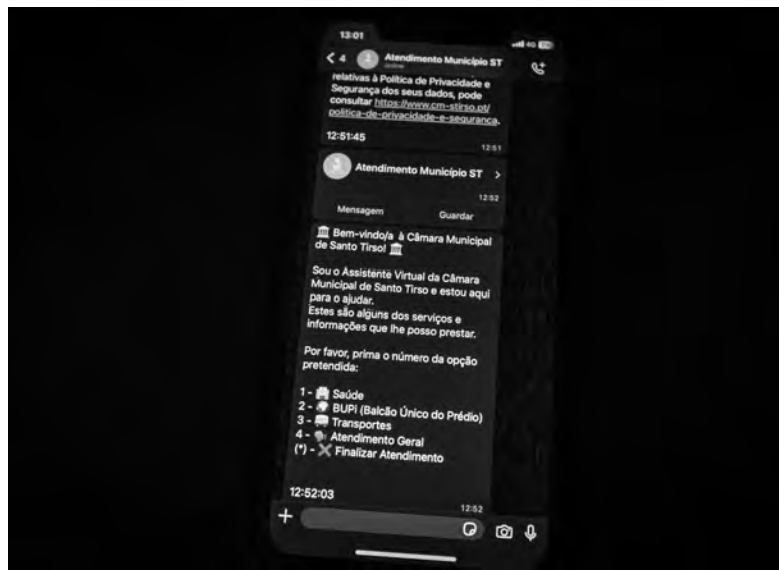 13:01
4G
4
Atendimento Município ST
online
relativas à Política de Privacidade e
Segurança dos seus dados, pode
consultar https://www.cm-stirso.pt/
politica-de-privacidade-e-seguranca.
12:51:45
12:51
Atendimento Município ST >
12:52
Mensagem Guardar
Bem-vindo/a à Câmara Municipal
de Santo Tirso!
Sou o Assistente Virtual da Câmara
Municipal de Santo Tirso e estou aqui
para o ajudar.
Estes são alguns dos serviços e
informações que lhe posso prestar.
Por favor, prima o número da opção
pretendida:
1 - Saúde
2 - BUPi (Balcão Único do Prédio)
3 - Transportes
4 - Atendimento Geral
(*) - Finalizar Atendimento
12:52:03
12:52